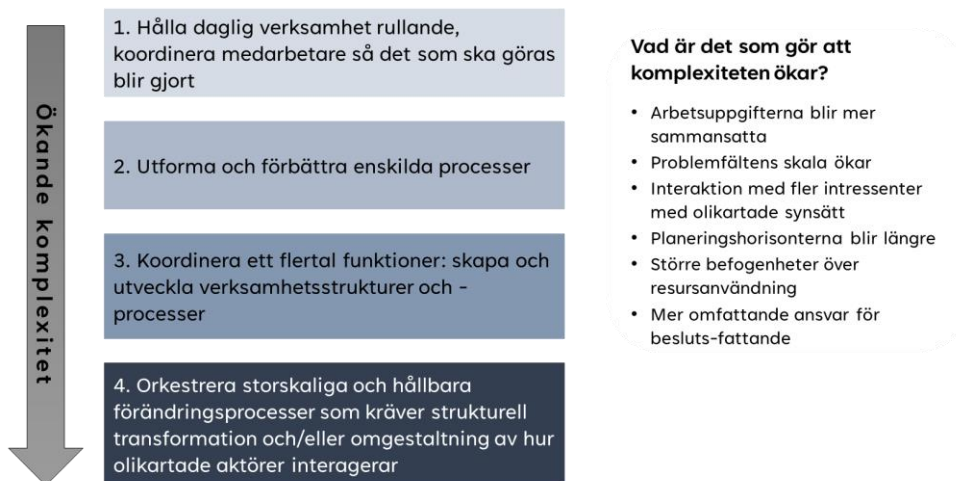 Ökande komplexitet
1. Hålla daglig verksamhet rullande,
koordinera medarbetare så det som ska göras
blir gjort
2. Utforma och förbättra enskilda processer
3. Koordinera ett flertal funktioner: skapa och
utveckla verksamhetsstrukturer och -
processer
4. Orkestrera storskaliga och hållbara
förändringsprocesser som kräver strukturell
transformation och/eller omgestaltning av hur
olikartade aktörer interagerar
Vad är det som gör att
komplexiteten ökar?
• Arbetsuppgifterna blir mer
sammansatta
• Problemfältens skala ökar
• Interaktion med fler intressenter
med olikartade synsätt
• Planeringshorisonterna blir längre
• Större befogenheter över
resursanvändning
• Mer omfattande ansvar för
besluts-fattande